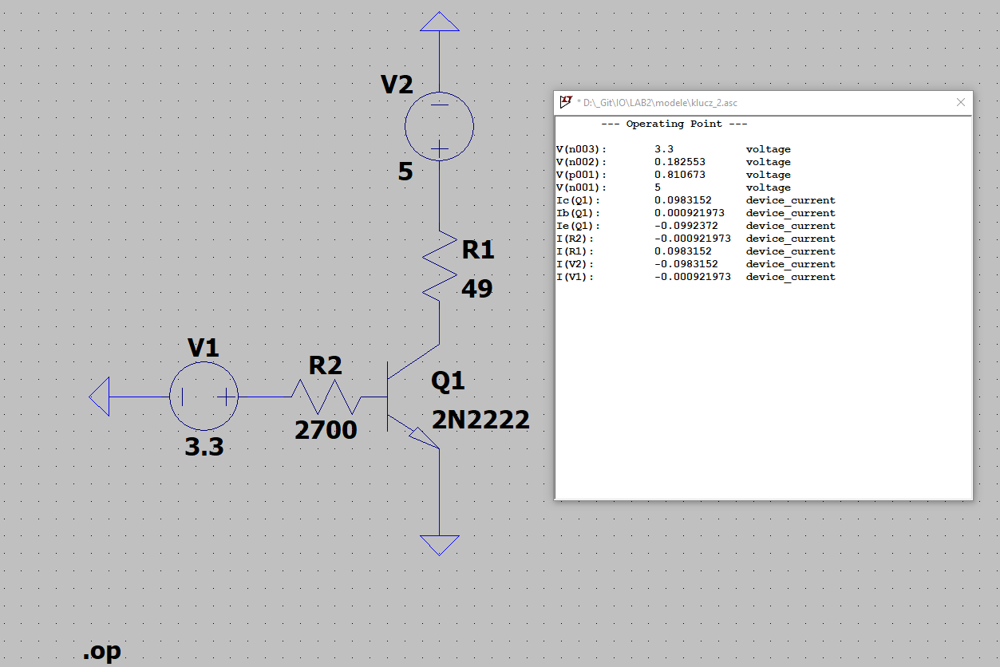 V2
5
R1
49
V1
3.3
R2
2700
Q1
2N2222
.op
* D:\_Git\IO\LAB2\modele\klucz_2.asc
--- Operating Point ---
V(n003): 3.3 voltage
V(n002): 0.182553 voltage
V(p001): 0.810673 voltage
V(n001): 5 voltage
Ic(Q1): 0.0983152 device_current
Ib(Q1): 0.000921973 device_current
Ie(Q1): -0.0992372 device_current
I(R2): -0.000921973 device_current
I(R1): 0.0983152 device_current
I(V2): -0.0983152 device_current
I(V1): -0.000921973 device_current